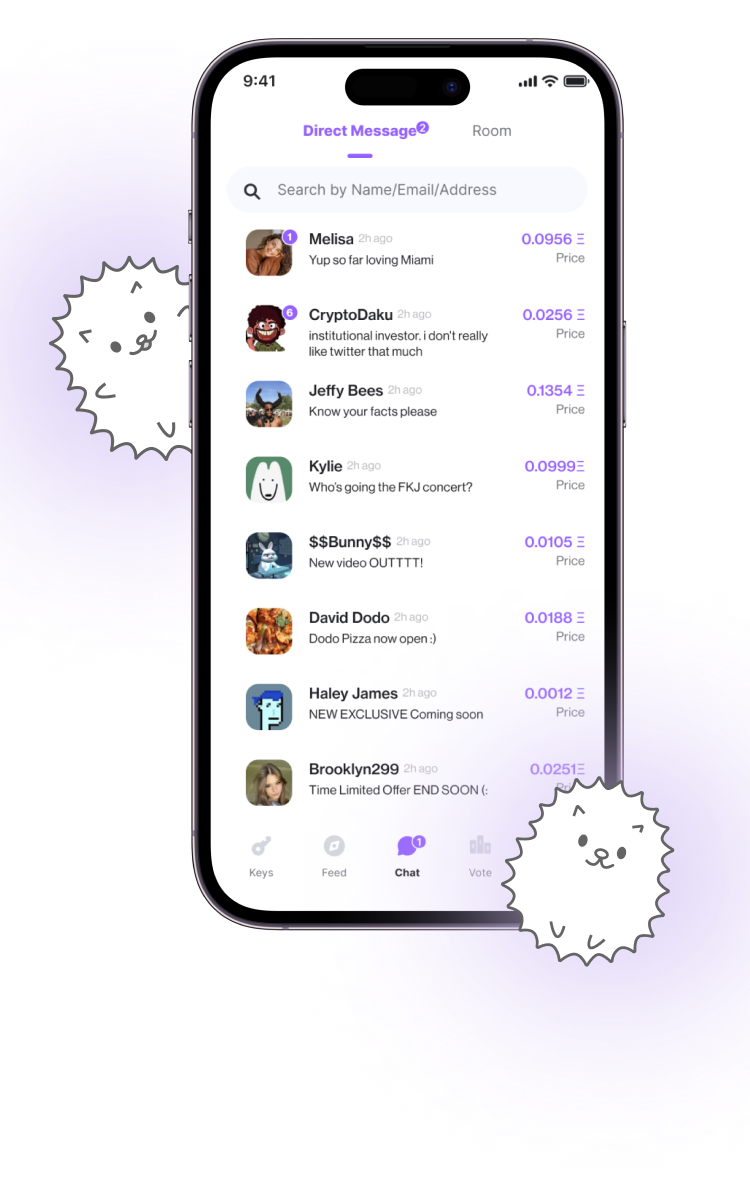 9:41
Direct Message 2
Room
Search by Name/Email/Address
1
Melisa 2h ago
0.0956 Ξ
Yup so far loving Miami
Price
6
CryptoDaku 2h ago
0.0256 Ξ
institutional investor. i don't really
Price
like twitter that much
Jeffy Bees 2h ago
0.1354 Ξ
Know your facts please
Price
Kylie 2h ago
0.0999Ξ
Who's going the FKJ concert?
Price
$$Bunny$$ 2h ago
0.0105 Ξ
New video OUTTTT!
Price
David Dodo 2h ago
0.0188 Ξ
Dodo Pizza now open :)
Price
Haley James 2h ago
0.0012 Ξ
NEW EXCLUSIVE Coming soon
Price
Brooklyn299 2h ago
0.0251Ξ
Time Limited Offer END SOON (:
Price
1
Keys
Feed
Chat
Vote